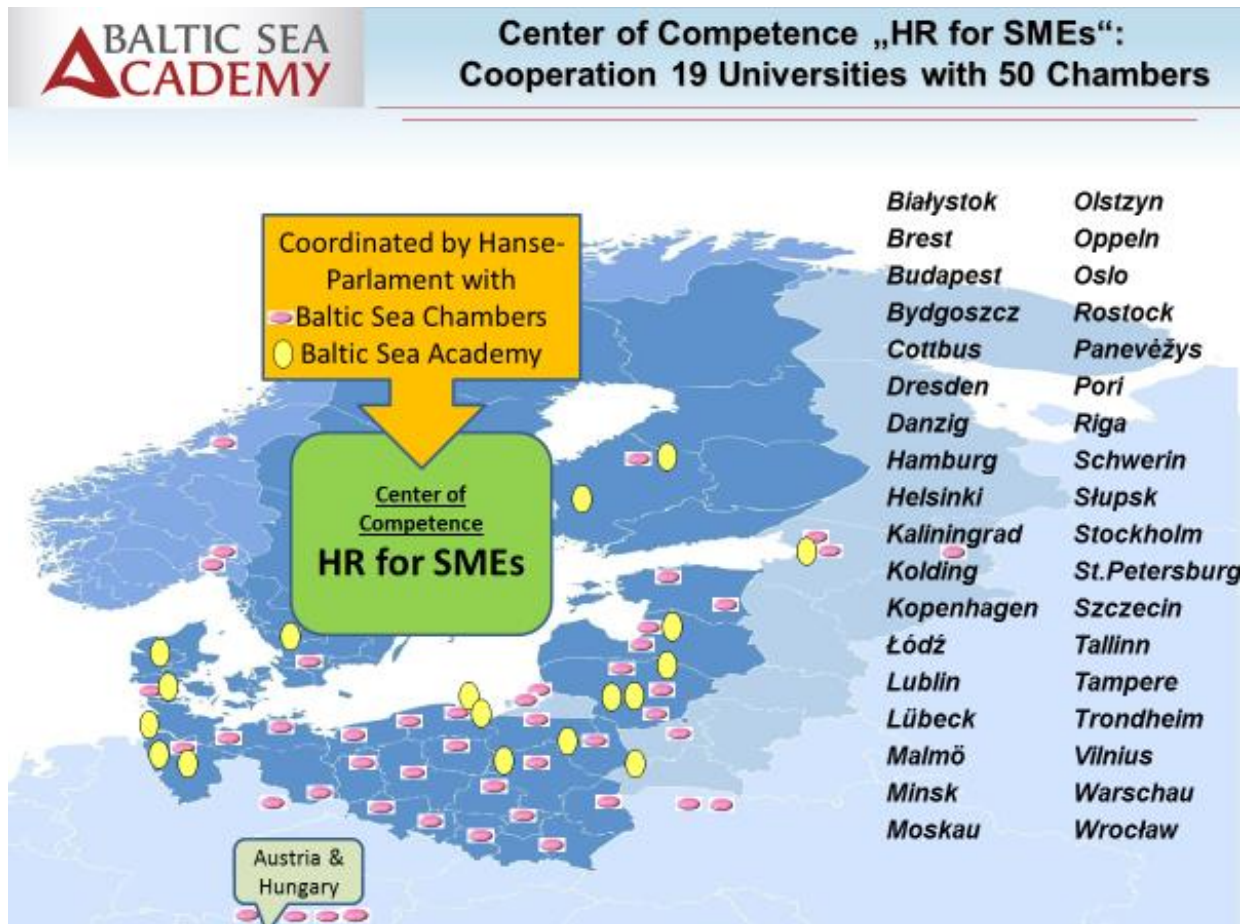 BALTIC SEA
ACADEMY
Center of Competence „HR for SMEs“:
Cooperation 19 Universities with 50 Chambers
Coordinated by Hanse-
Parlament with
Baltic Sea Chambers
Baltic Sea Academy
Center of
Competence
HR for SMEs
Austria &
Hungary
Białystok
Brest
Budapest
Bydgoszcz
Cottbus
Dresden
Danzig
Hamburg
Helsinki
Kaliningrad
Kolding
Kopenhagen
Łódź
Lublin
Lübeck
Malmö
Minsk
Moskau
Olstzyn
Oppeln
Oslo
Rostock
Panevėžys
Pori
Riga
Schwerin
Słupsk
Stockholm
St.Petersburg
Szczecin
Tallinn
Tampere
Trondheim
Vilnius
Warschau
Wrocław